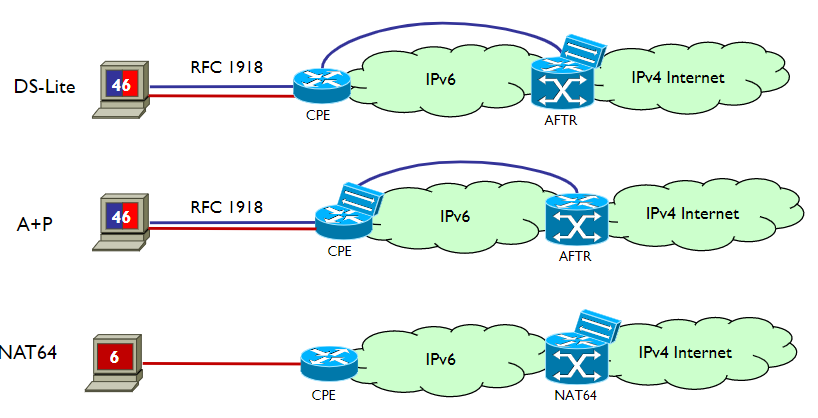 RFC 1918
DS-Lite
46
CPE
IPv6
AFTR
IPv4 Internet
RFC 1918
A+P
46
CPE
IPv6
AFTR
IPv4 Internet
NAT64
6
CPE
IPv6
NAT64
IPv4 Internet